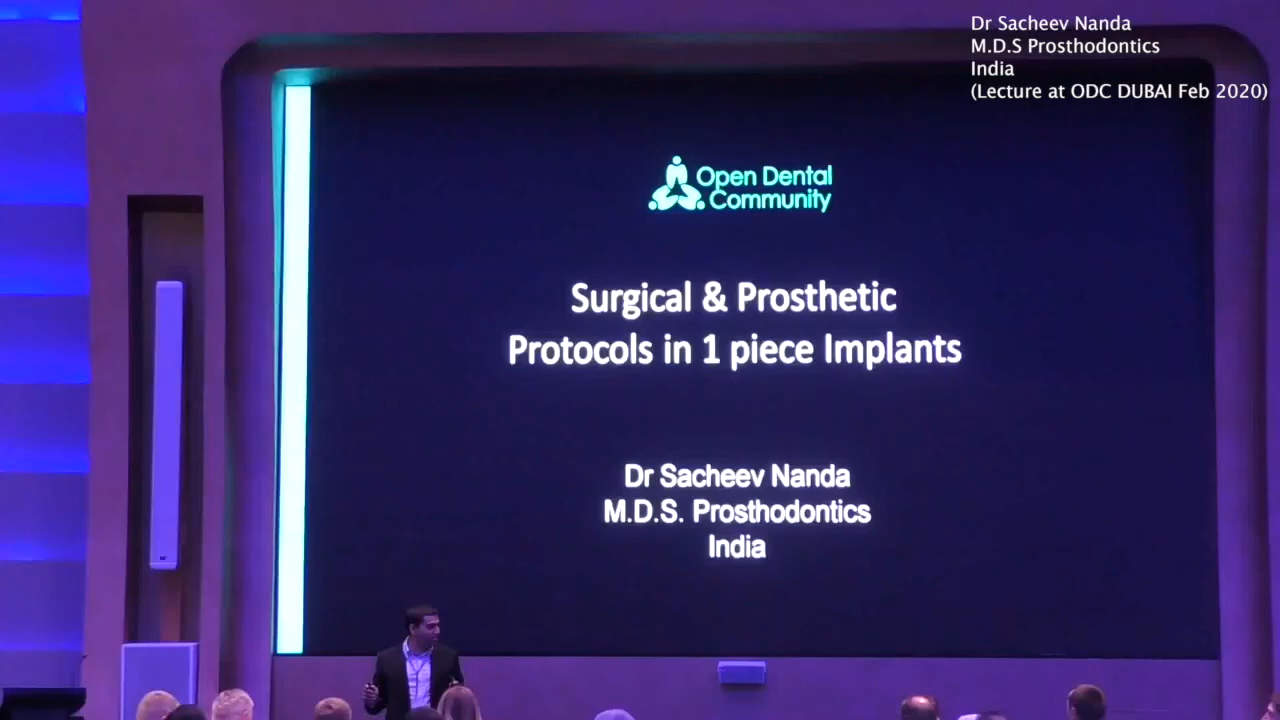 Dr Sacheev Nanda
M.D.S Prosthodontics
India
(Lecture at ODC DUBAI Feb 2020)
Open Dental
Community
Surgical & Prosthetic
Protocols in 1 piece Implants
Dr Sacheev Nanda
M.D.S. Prosthodontics
India